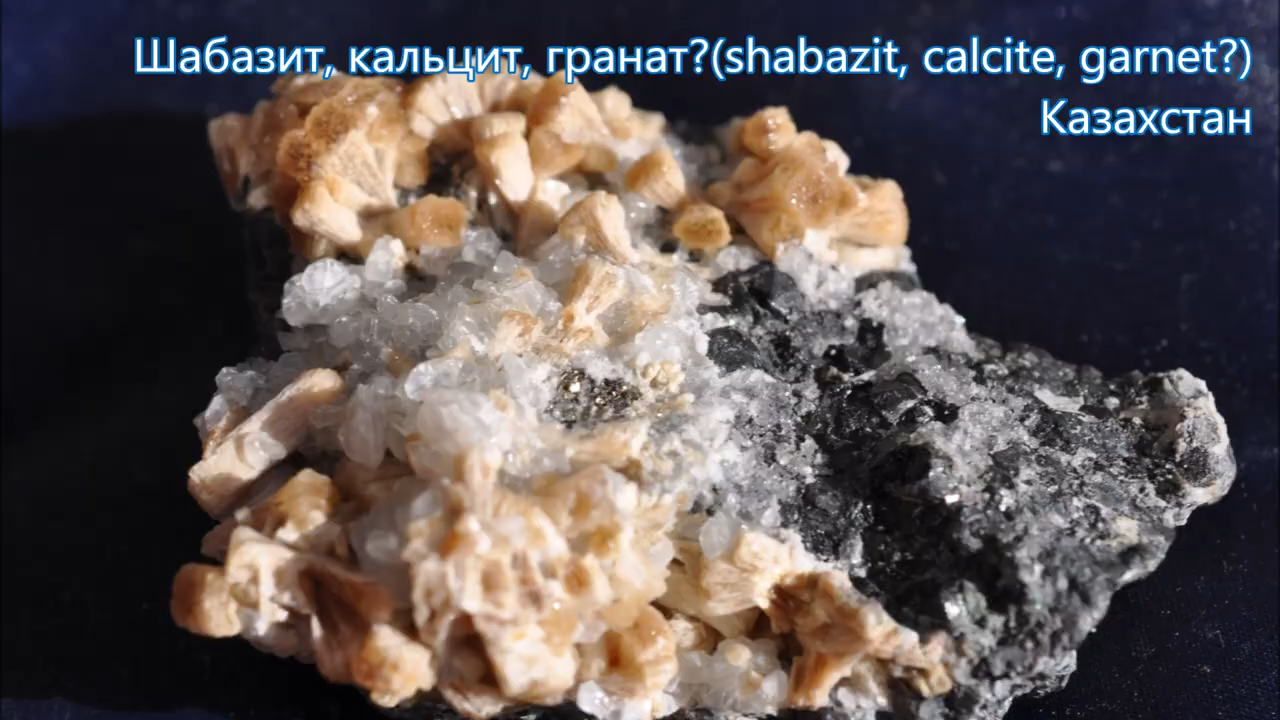 Шабазит, кальцит, гранат?(shabazit, calcite, garnet?)
Казахстан